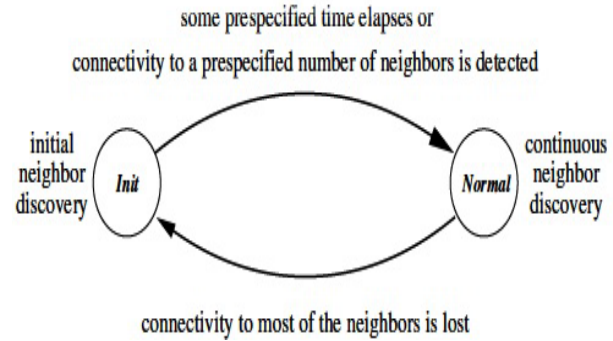 some prespecified time elapses or
connectivity to a prespecified number of neighbors is detected
initial
neighbor
discovery
Init
Normal
continuous
neighbor
discovery
connectivity to most of the neighbors is lost